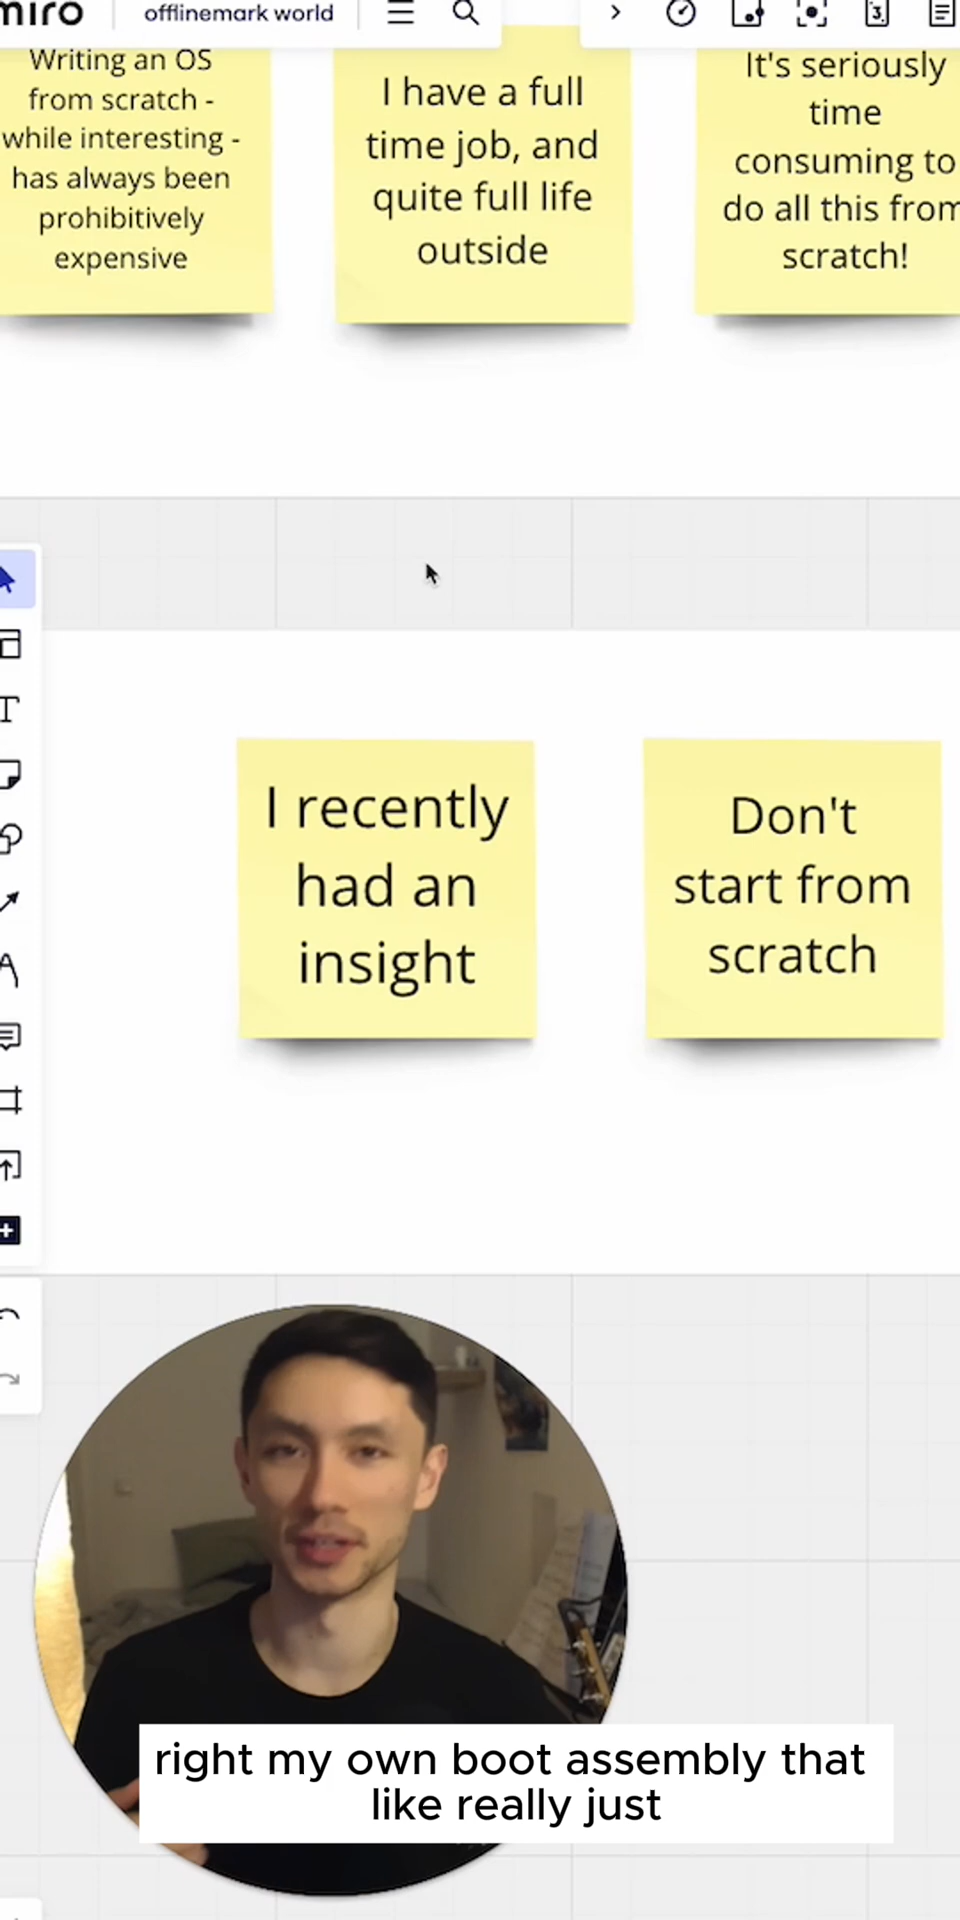 miro
offlinemark world
Writing an OS
from scratch -
while interesting -
has always been
prohibitively
expensive
I have a full
time job, and
quite full life
outside
It's seriously
time
consuming to
do all this from
scratch!
I recently
had an
insight
Don't
start from
scratch
right my own boot assembly that
like really just